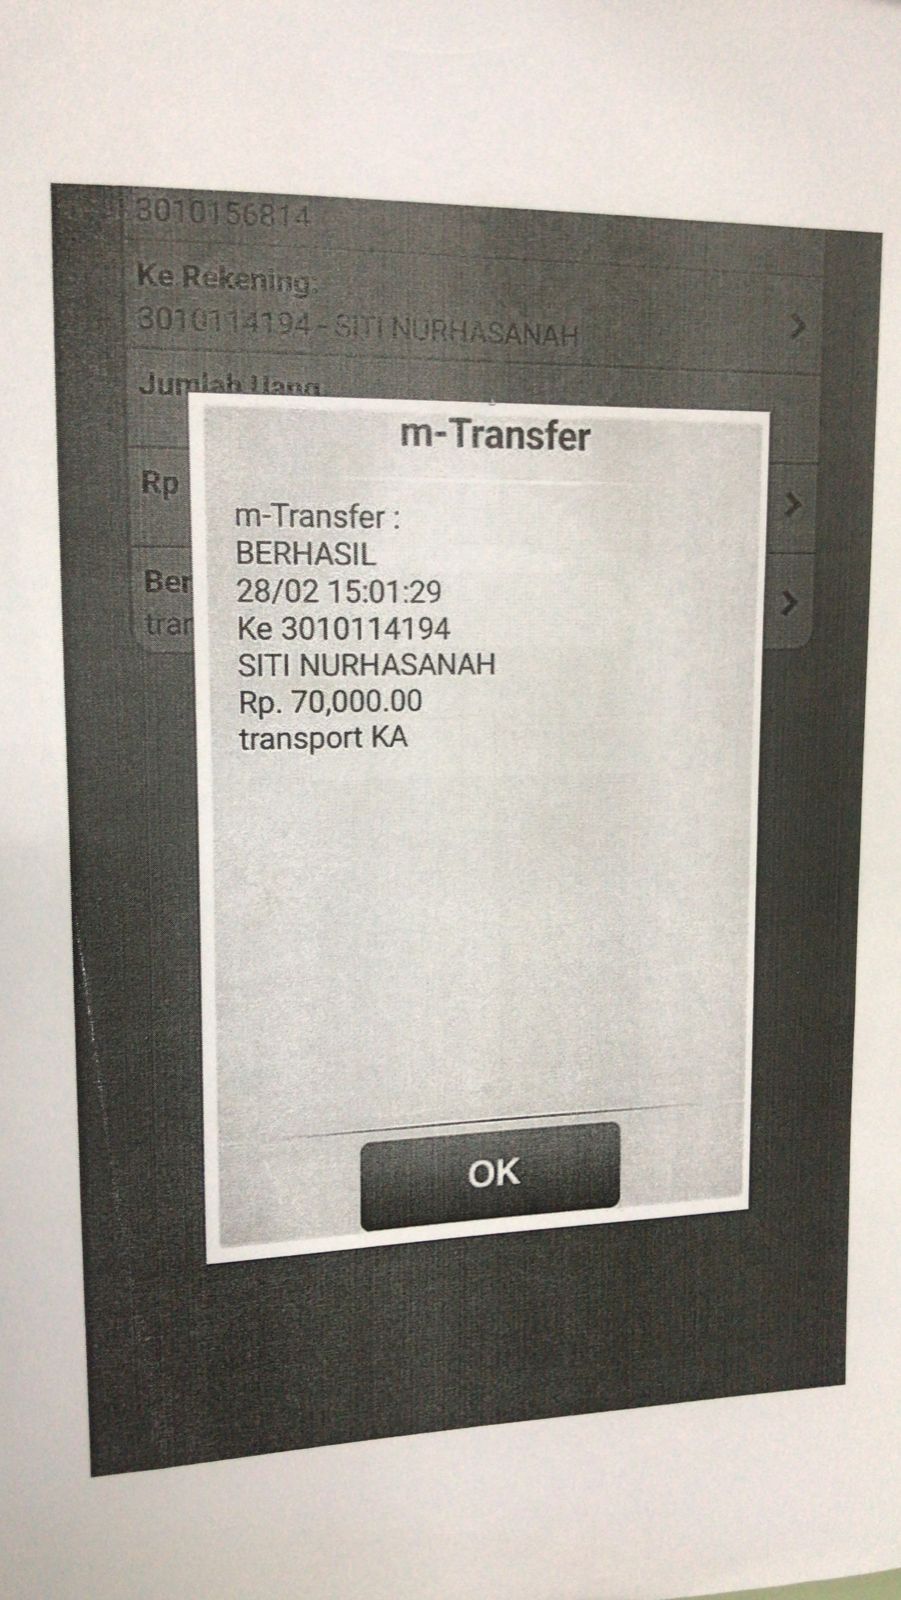 3010156814
Ke Rekening:
3010114194 - SITI NURHASANAH
Jumlah Uang
Rp
Ber
tran
m-Transfer
m-Transfer :
BERHASIL
28/02 15:01:29
Ke 3010114194
SITI NURHASANAH
Rp. 70,000.00
transport KA
OK